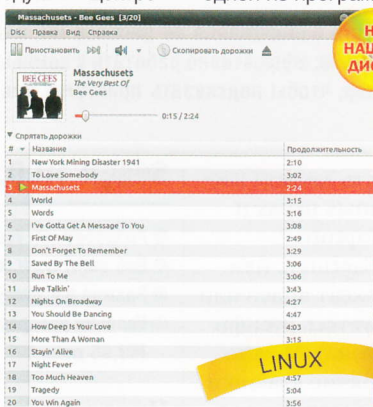 Massachusets - Bee Gees [3/20]
Disc Правка Вид Справка
Приостановить Скопировать дорожки
BEE GEES
Massachusets
The Very Best Of
Bee Gees
0:15 / 2:24
Спрятать дорожки
# Название Продолжительность
1 New York Mining Disaster 1941 2:10
2 To Love Somebody 3:02
3 Massachusets 2:24
4 World 3:15
5 Words 3:16
6 I've Gotta Get A Message To You 3:08
7 First Of May 2:49
8 Don't Forget To Remember 3:29
9 Saved By The Bell 3:06
10 Run To Me 3:06
11 Jive Talkin' 3:43
12 Nights On Broadway 4:27
13 You Should Be Dancing 4:47
14 How Deep Is Your Love 4:03
15 More Than A Woman 3:15
16 Stayin' Alive
17 Night Fever
18 Too Much Heaven 4:57
19 Tragedy 5:04
20 You Win Again 3:56
LINUX